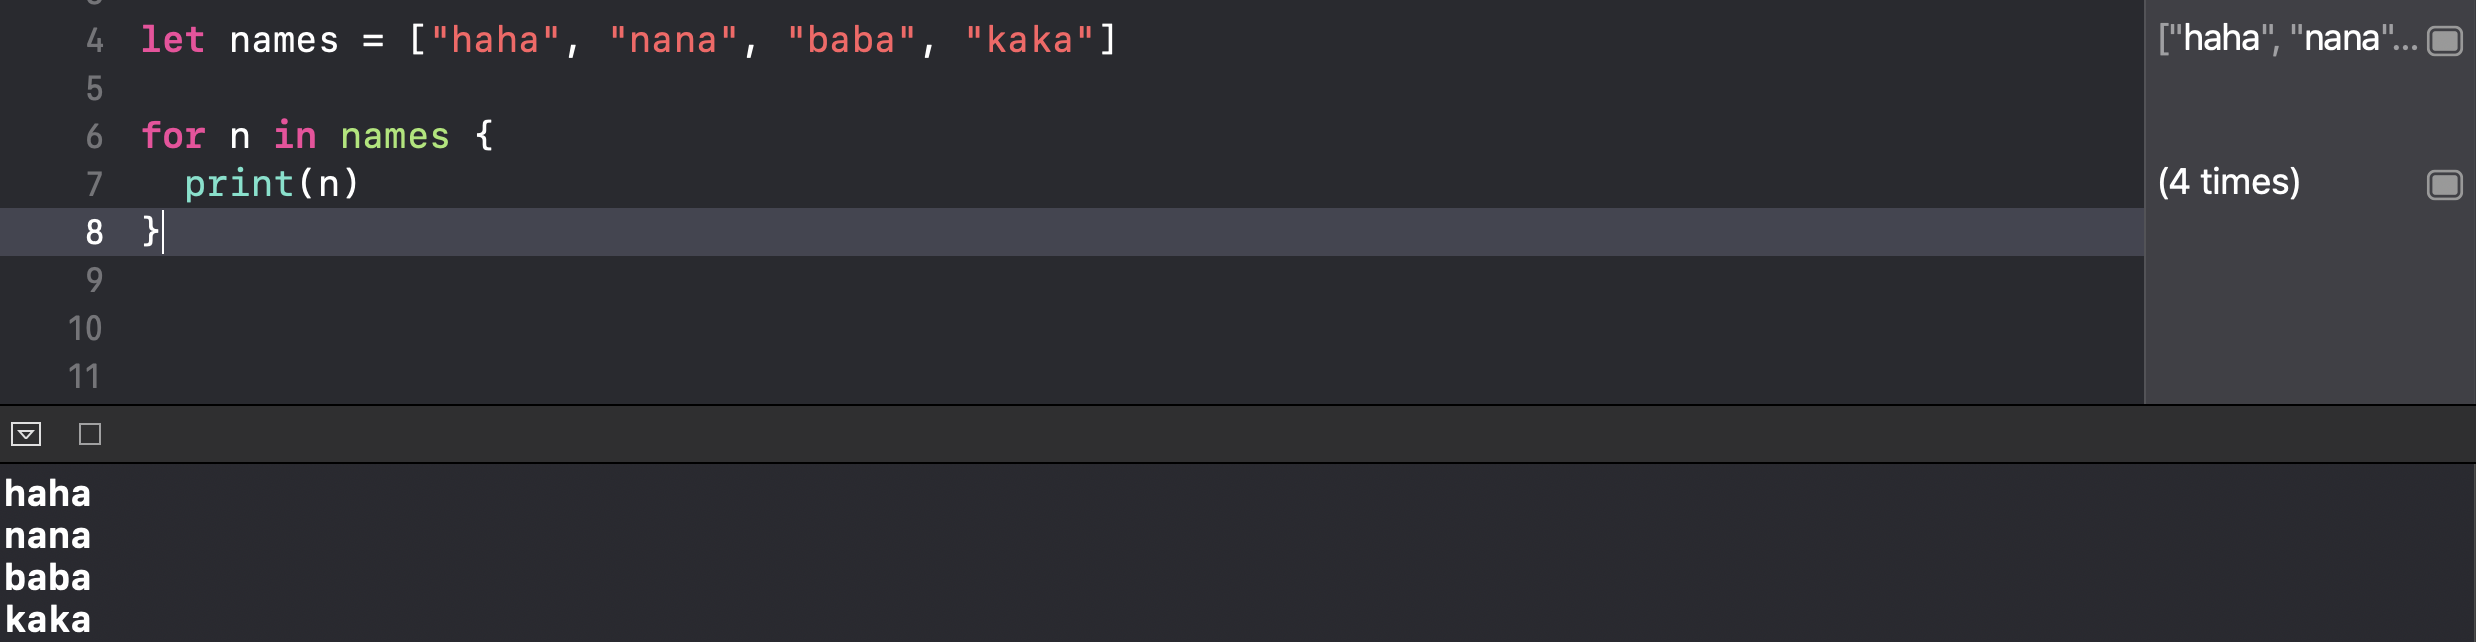 4 let names = ["haha", "nana", "baba", "kaka"] ["haha", "nana"...
5
6 for n in names {
7   print(n) (4 times)
8 }
9
10
11
haha
nana
baba
kaka